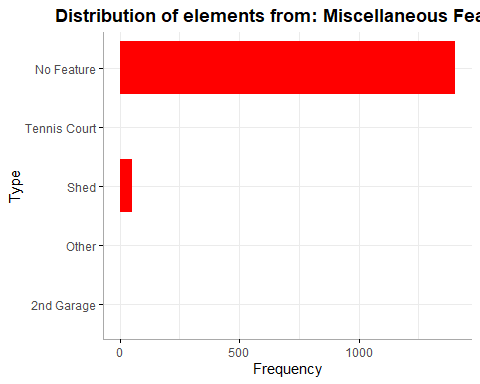 Distribution of elements from: Miscellaneous Fea
No Feature
Tennis Court
Shed
Other
2nd Garage
Type
0
500
1000
Frequency